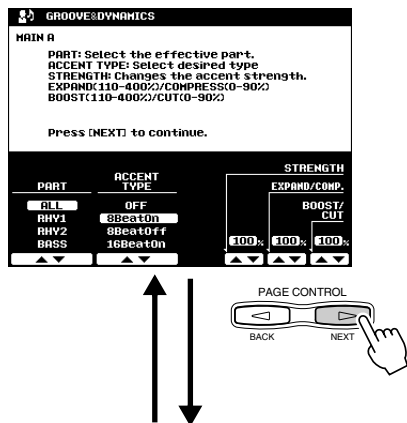 GROOVE&DYNAMICS
MAIN A
PART: Select the effective part.
ACCENT TYPE: Select desired type
STRENGTH: Changes the accent strength.
EXPAND(110-400%)/COMPRESS(0-90%)
BOOST(110-400%)/CUT(0-90%)
Press [NEXT] to continue.
STRENGTH
PART
ACCENT
TYPE
EXPAND/COMP.
BOOST/
CUT
ALL
RHY1
RHY2
BASS
OFF
8BeatOn
8BeatOff
16BeatOn
100% 100% 100%
PAGE CONTROL
BACK NEXT